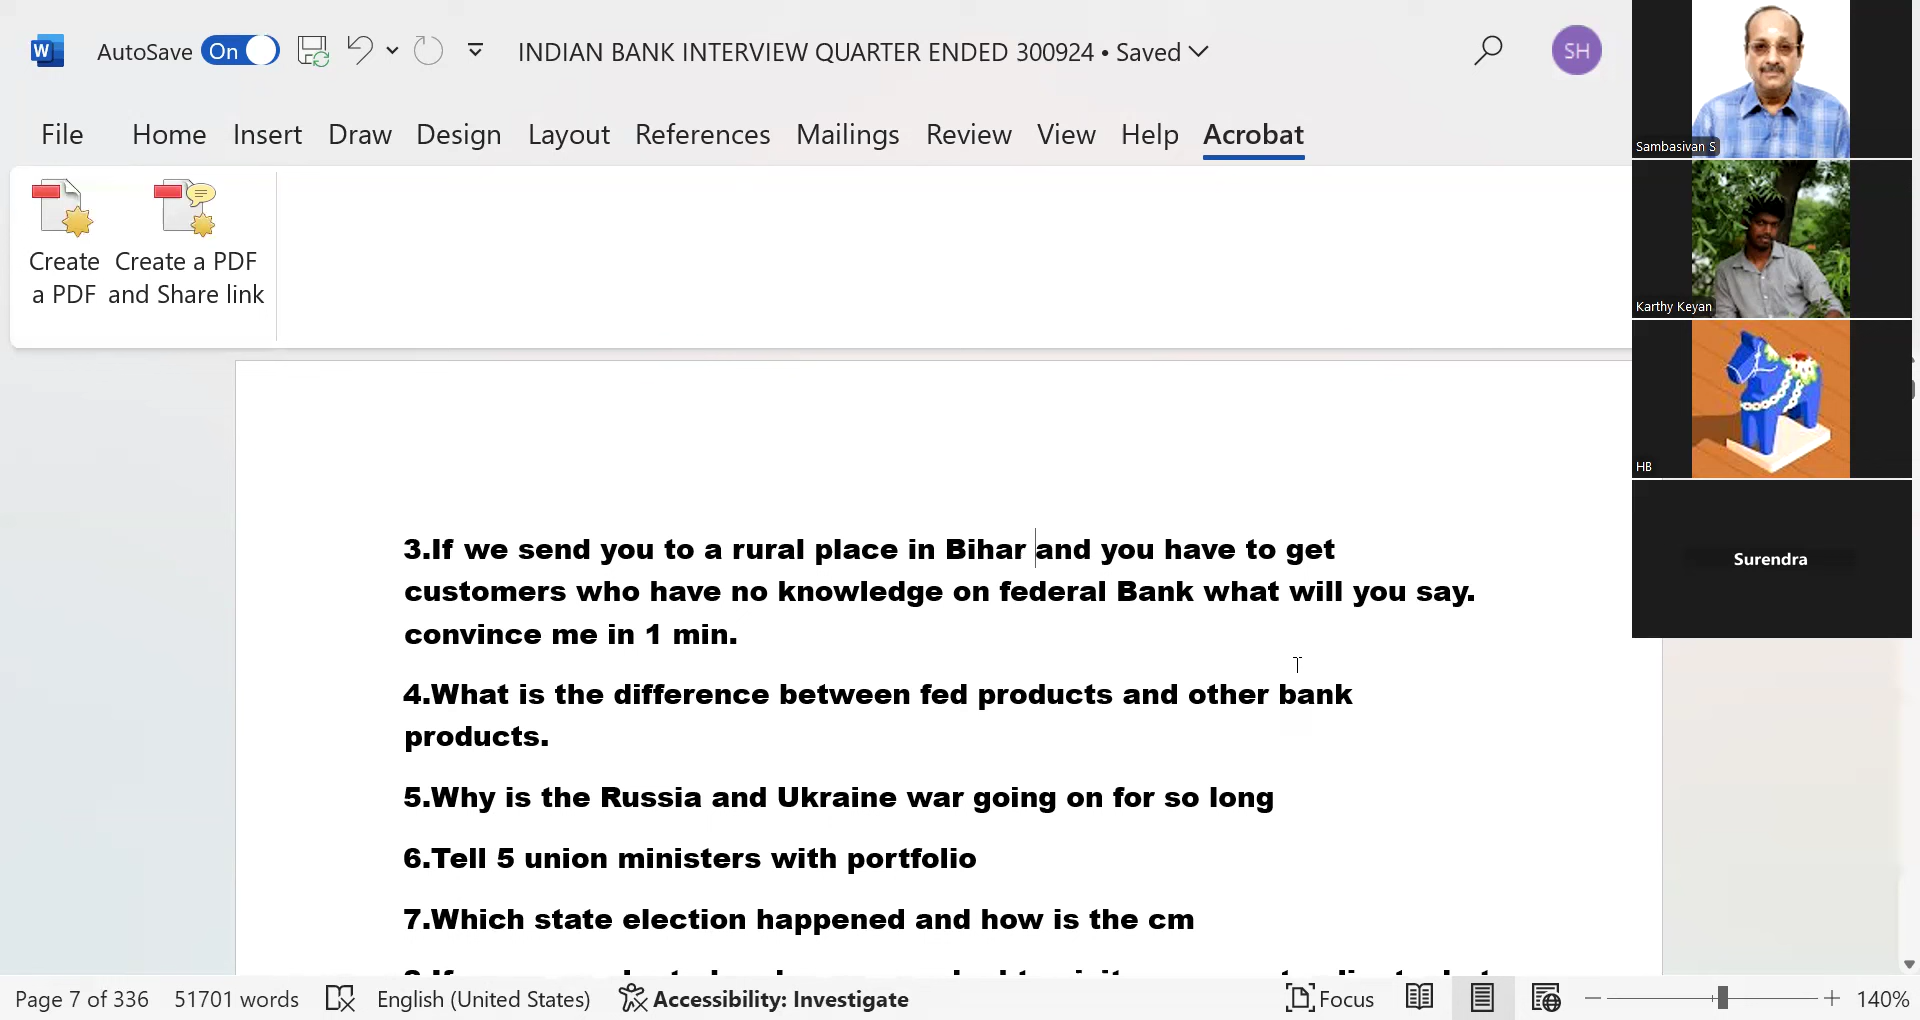 W
AutoSave
On
INDIAN BANK INTERVIEW QUARTER ENDED 300924 • Saved
SH
File
Home
Insert
Draw
Design
Layout
References
Mailings
Review
View
Help
Acrobat
Create
a PDF
Create a PDF
and Share link
Sambasivan S
Karthy Keyan
HB
Surendra
3.If we send you to a rural place in Bihar and you have to get
customers who have no knowledge on federal Bank what will you say.
convince me in 1 min.
4.What is the difference between fed products and other bank
products.
5.Why is the Russia and Ukraine war going on for so long
6.Tell 5 union ministers with portfolio
7.Which state election happened and how is the cm
Page 7 of 336
51701 words
English (United States)
Accessibility: Investigate
Focus
140%